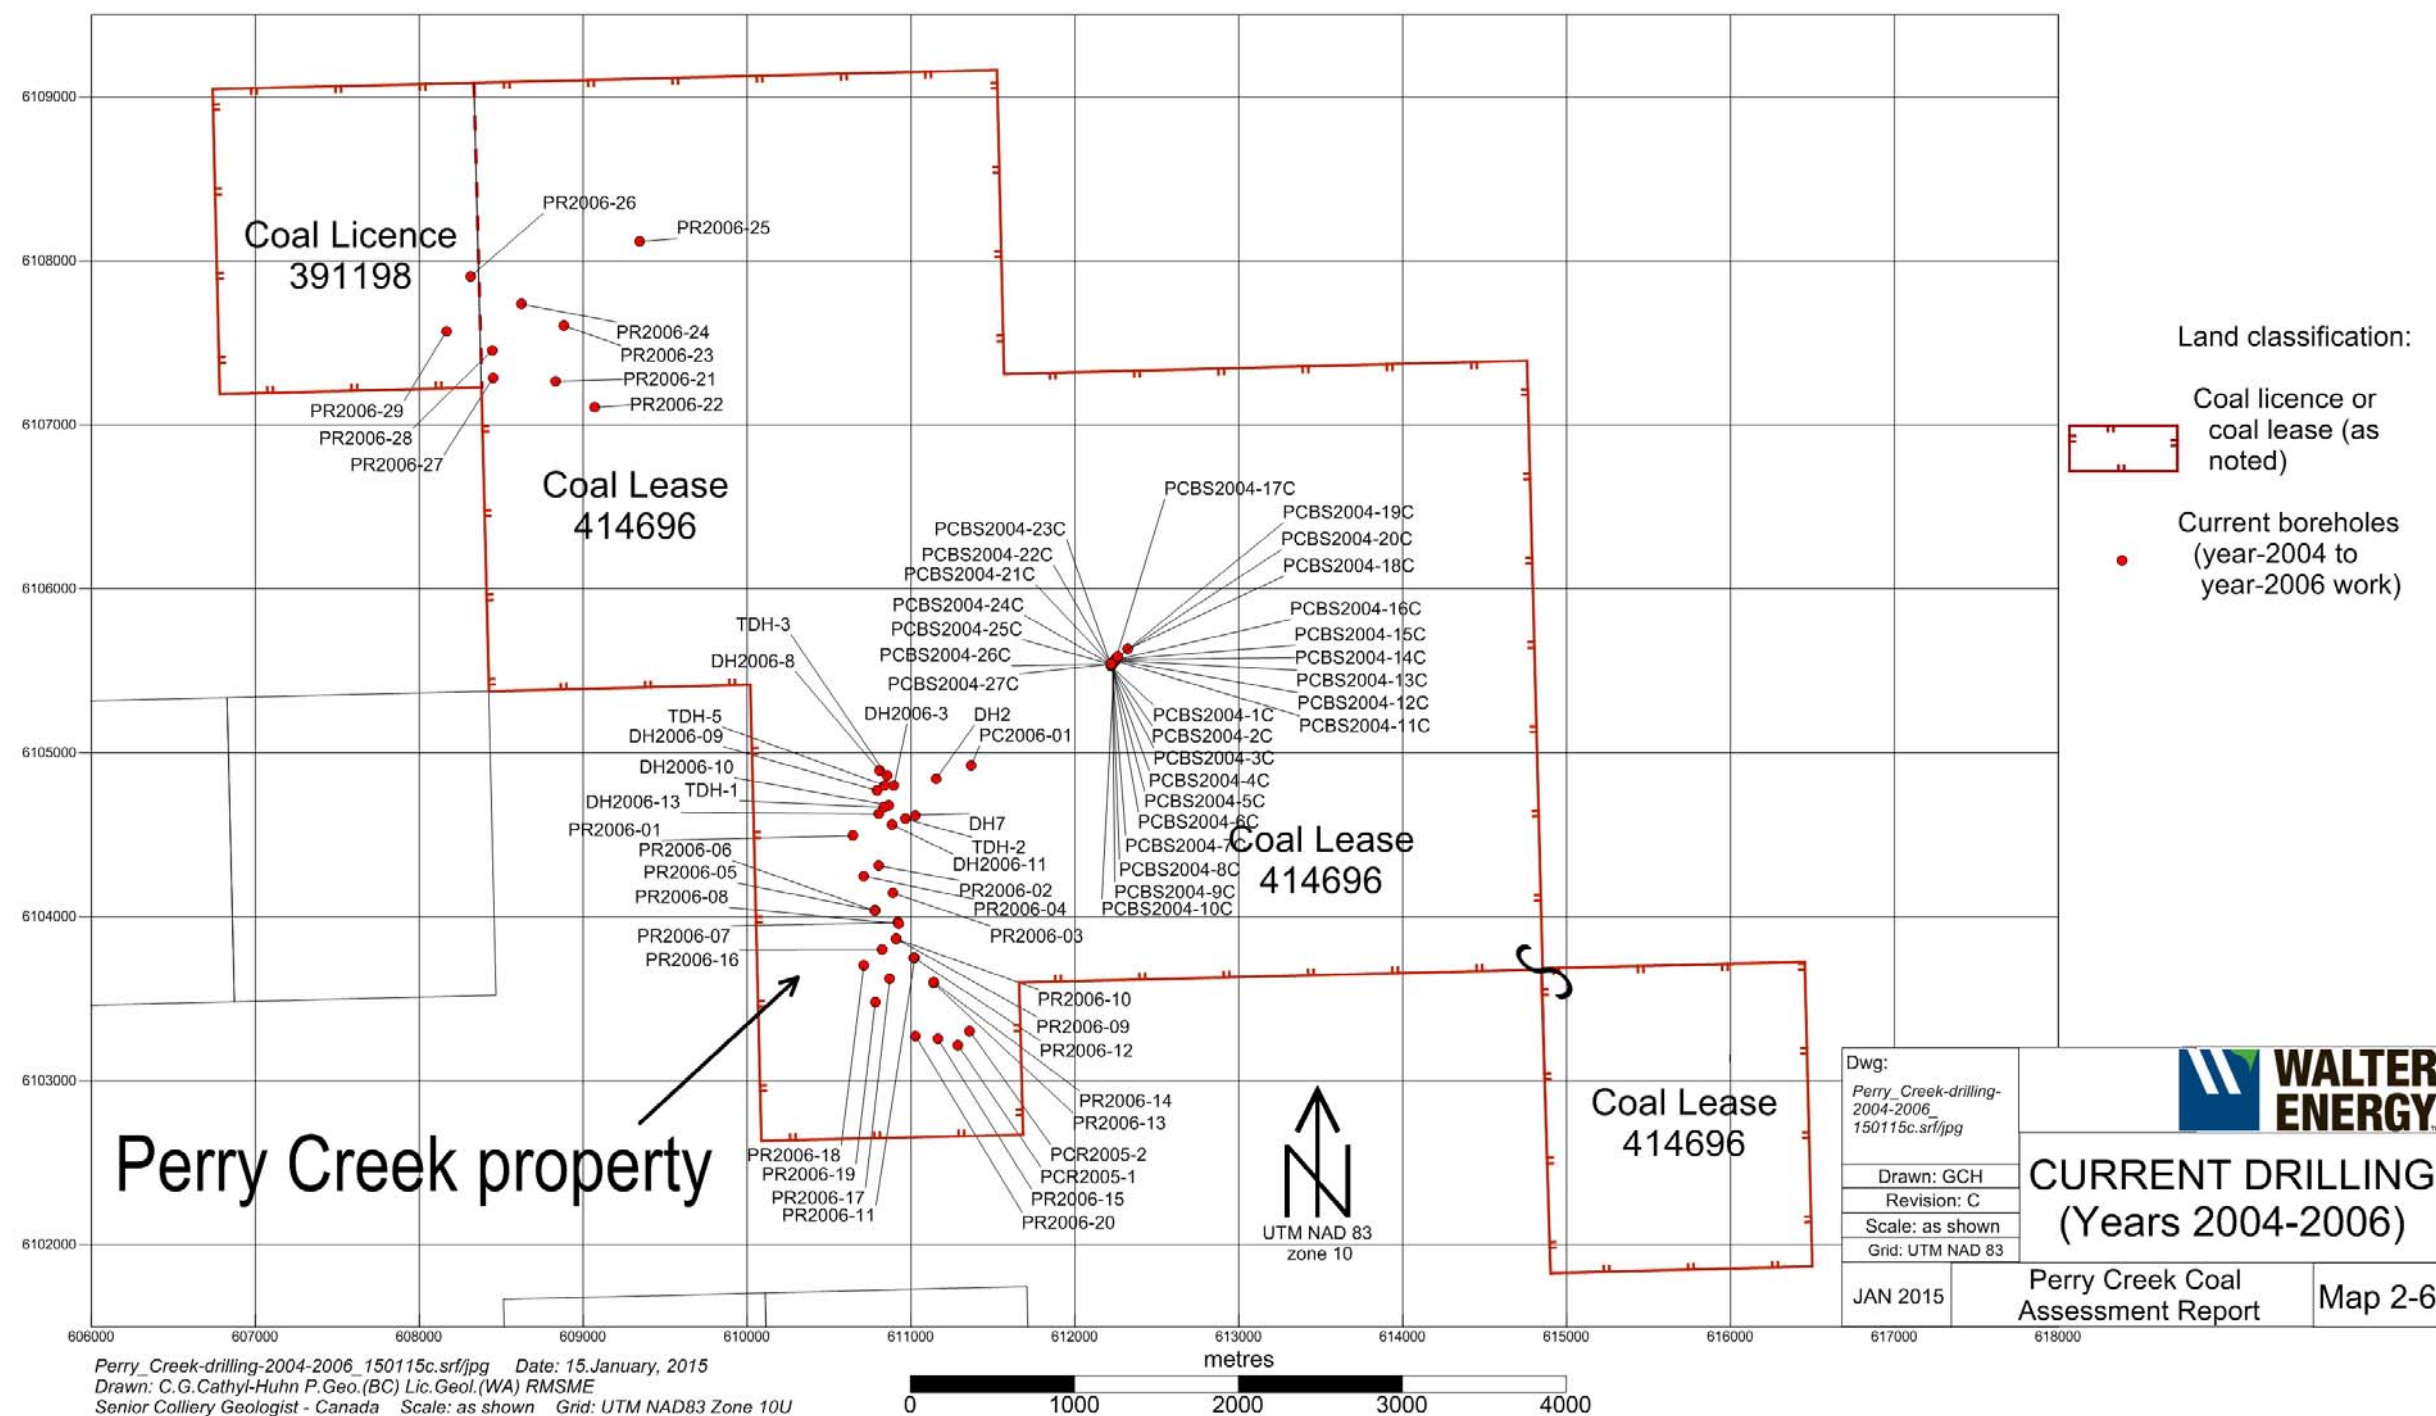 6109000
6108000
6107000
6106000
6105000
6104000
6103000
6102000
606000
607000
608000
609000
610000
611000
612000
613000
614000
615000
616000
617000
618000
Coal Licence
391198
PR2006-26
PR2006-25
PR2006-24
PR2006-23
PR2006-21
PR2006-22
PR2006-29
PR2006-28
PR2006-27
Coal Lease
414696
PCBS2004-17C
PCBS2004-23C
PCBS2004-22C
PCBS2004-21C
PCBS2004-24C
PCBS2004-25C
PCBS2004-26C
PCBS2004-27C
PCBS2004-19C
PCBS2004-20C
PCBS2004-18C
PCBS2004-16C
PCBS2004-15C
PCBS2004-14C
PCBS2004-13C
PCBS2004-12C
PCBS2004-11C
PCBS2004-1C
PCBS2004-2C
PCBS2004-3C
PCBS2004-4C
PCBS2004-5C
PCBS2004-6C
PCBS2004-7C
PCBS2004-8C
PCBS2004-9C
PCBS2004-10C
Coal Lease
414696
TDH-3
DH2006-8
TDH-5
DH2006-09
DH2006-10
TDH-1
DH2006-13
PR2006-01
PR2006-06
PR2006-05
PR2006-08
PR2006-07
PR2006-16
DH2006-3
DH2
PC2006-01
DH7
TDH-2
DH2006-11
PR2006-02
PR2006-04
PR2006-03
PR2006-10
PR2006-09
PR2006-12
PR2006-14
PR2006-13
PCR2005-2
PCR2005-1
PR2006-15
PR2006-20
PR2006-18
PR2006-19
PR2006-17
PR2006-11
Perry Creek property
UTM NAD 83
zone 10
N
Coal Lease
414696
Land classification:
Coal licence or
coal lease (as
noted)
Current boreholes
(year-2004 to
year-2006 work)
Dwg:
Perry_Creek-drilling-
2004-2006_
150115c.srf/jpg
Drawn: GCH
Revision: C
Scale: as shown
Grid: UTM NAD 83
JAN 2015
WALTER
ENERGY
CURRENT DRILLING
(Years 2004-2006)
Perry Creek Coal
Assessment Report
Map 2-6
metres
0
1000
2000
3000
4000
Perry_Creek-drilling-2004-2006_150115c.srf/jpg Date: 15.January, 2015
Drawn: C.G.Cathyl-Huhn P.Geo.(BC) Lic.Geol.(WA) RMSME
Senior Colliery Geologist - Canada Scale: as shown Grid: UTM NAD83 Zone 10U